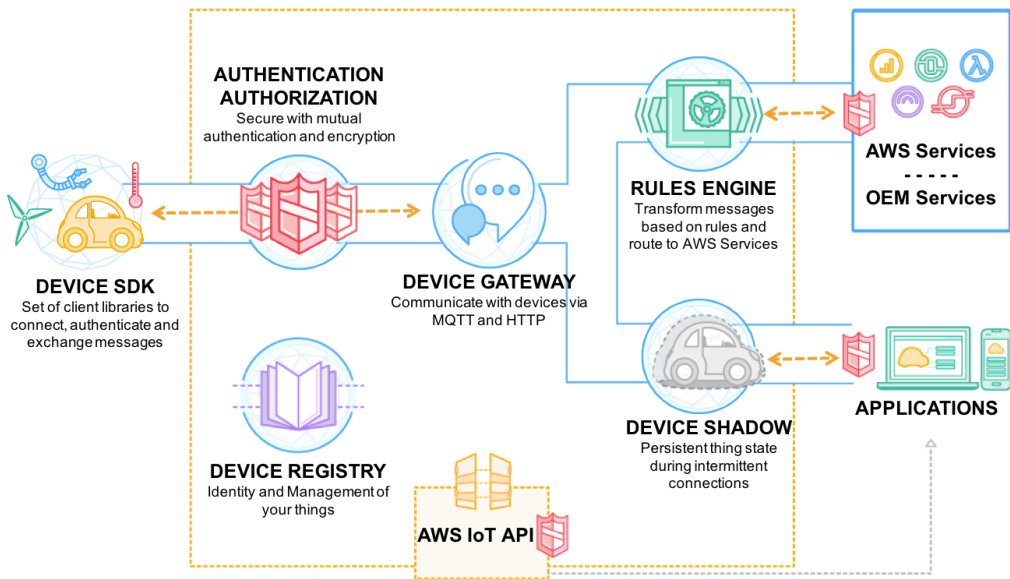 AUTHENTICATION
AUTHORIZATION
Secure with mutual
authentication and encryption
DEVICE SDK
Set of client libraries to
connect, authenticate and
exchange messages
DEVICE GATEWAY
Communicate with devices via
MQTT and HTTP
RULES ENGINE
Transform messages
based on rules and
route to AWS Services
AWS Services
- - - - -
OEM Services
DEVICE REGISTRY
Identity and Management of
your things
DEVICE SHADOW
Persistent thing state
during intermittent
connections
APPLICATIONS
AWS IoT API